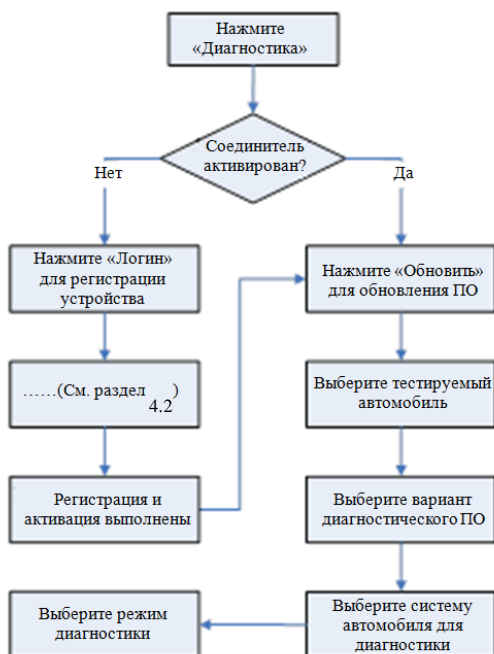 Нажмите
«Диагностика»
Соединитель
активирован?
Нет
Да
Нажмите «Логин»
для регистрации
устройства
Нажмите «Обновить»
для обновления ПО
……(См. раздел
4.2 )
Выберите тестируемый
автомобиль
Регистрация и
активация выполнены
Выберите вариант
диагностического ПО
Выберите режим
диагностики
Выберите систему
автомобиля для
диагностики